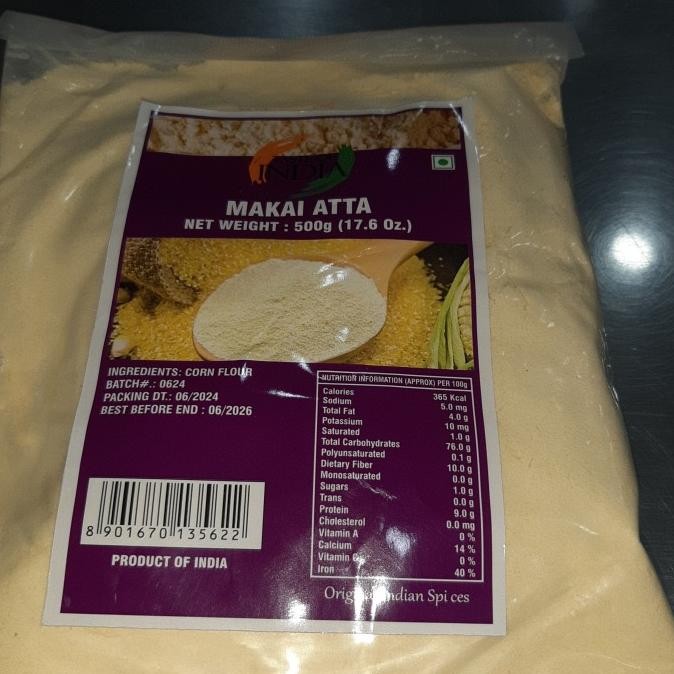 INDIA
MAKAI ATTA
NET WEIGHT : 500g (17.6 Oz.)
INGREDIENTS: CORN FLOUR
BATCH#.: 0624
PACKING DT.: 06/2024
BEST BEFORE END : 06/2026
NUTRITION INFORMATION (APPROX) PER 100g
Calories 365 Kcal
Sodium 5.0 mg
Total Fat 4.0 g
Potassium 10 mg
Saturated 1.0 g
Total Carbohydrates 76.0 g
Polyunsaturated 0.1 g
Dietary Fiber 10.0 g
Monosaturated 0.0 g
Sugars 1.0 g
Trans 0.0 g
Protein 9.0 g
Cholesterol 0.0 mg
Vitamin A 0 %
Calcium 14 %
Vitamin 0 %
Iron 40 %
8 901670 135622
PRODUCT OF INDIA
Indian Spi ces